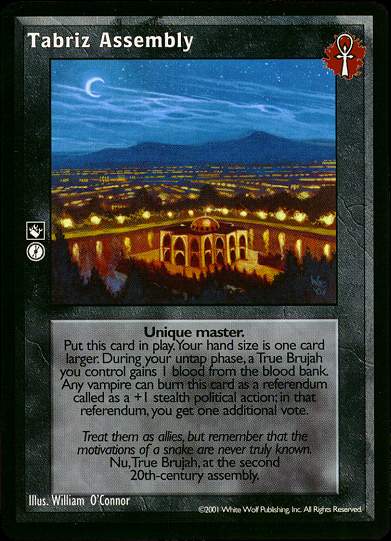 Tabriz Assembly
Unique master.
Put this card in play. Your hand size is one card
larger. During your untap phase, a True Brujah
you control gains 1 blood from the blood bank.
Any vampire can burn this card as a referendum
called as a +1 stealth political action; in that
referendum, you get one additional vote.
Treat them as allies, but remember that the
motivations of a snake are never truly known.
Nu, True Brujah, at the second
20th-century assembly.
Illus. William O'Connor
©2001 White Wolf Publishing, Inc. All Rights Reserved.